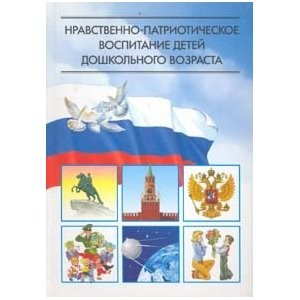 НРАВСТВЕННО-ПАТРИОТИЧЕСКОЕ
ВОСПИТАНИЕ ДЕТЕЙ
ДОШКОЛЬНОГО ВОЗРАСТА